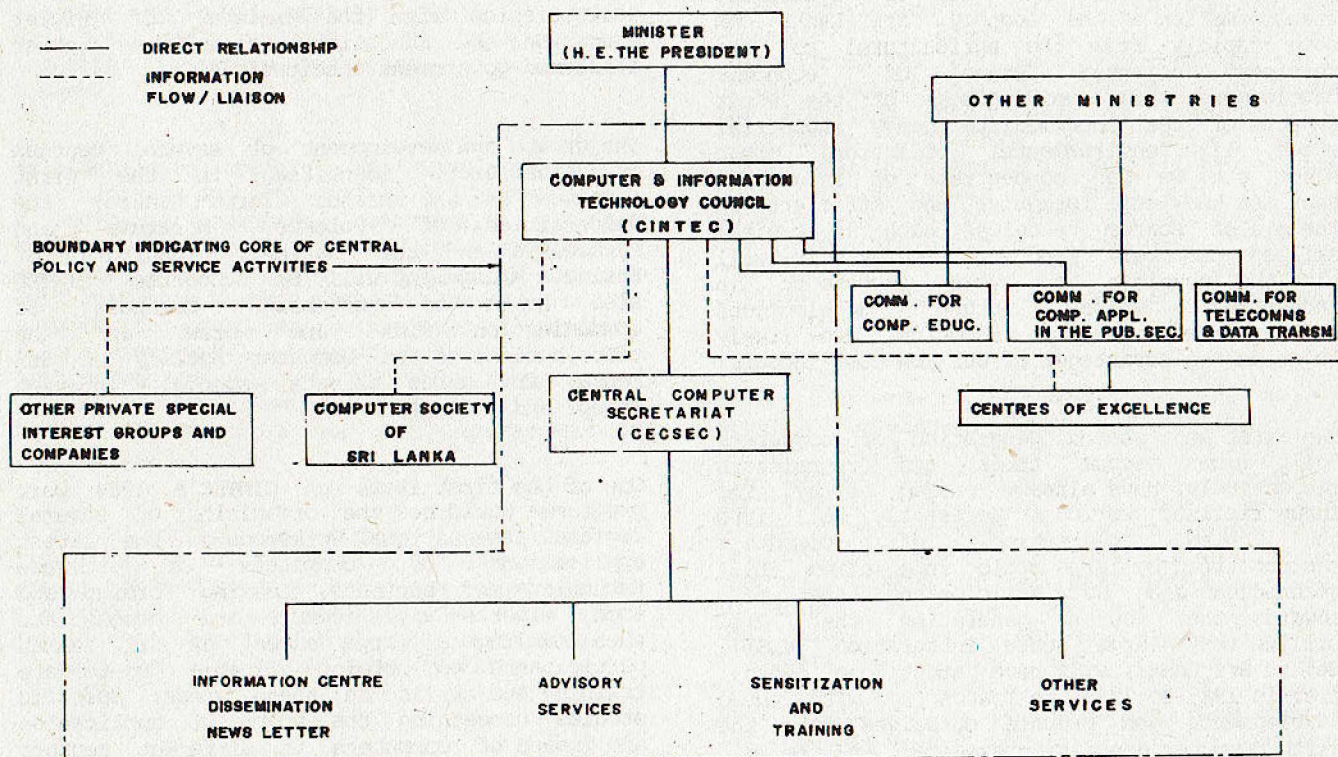 MINISTER
(H.E. THE PRESIDENT)
DIRECT RELATIONSHIP
INFORMATION
FLOW / LIAISON
OTHER MINISTRIES
COMPUTER & INFORMATION
TECHNOLOGY COUNCIL
(CINTEC)
BOUNDARY INDICATING CORE OF CENTRAL
POLICY AND SERVICE ACTIVITIES
COMM. FOR
COMP. EDUC.
COMM. FOR
COMP. APPL.
IN THE PUB. SEC.
COMM. FOR
TELECOMMS
& DATA TRANSM
OTHER PRIVATE SPECIAL
INTEREST GROUPS AND
COMPANIES
COMPUTER SOCIETY
OF
SRI LANKA
CENTRAL COMPUTER
SECRETARIAT
(CECSEC)
CENTRES OF EXCELLENCE
INFORMATION CENTRE
DISSEMINATION
NEWS LETTER
ADVISORY
SERVICES
SENSITIZATION
AND
TRAINING
OTHER
SERVICES